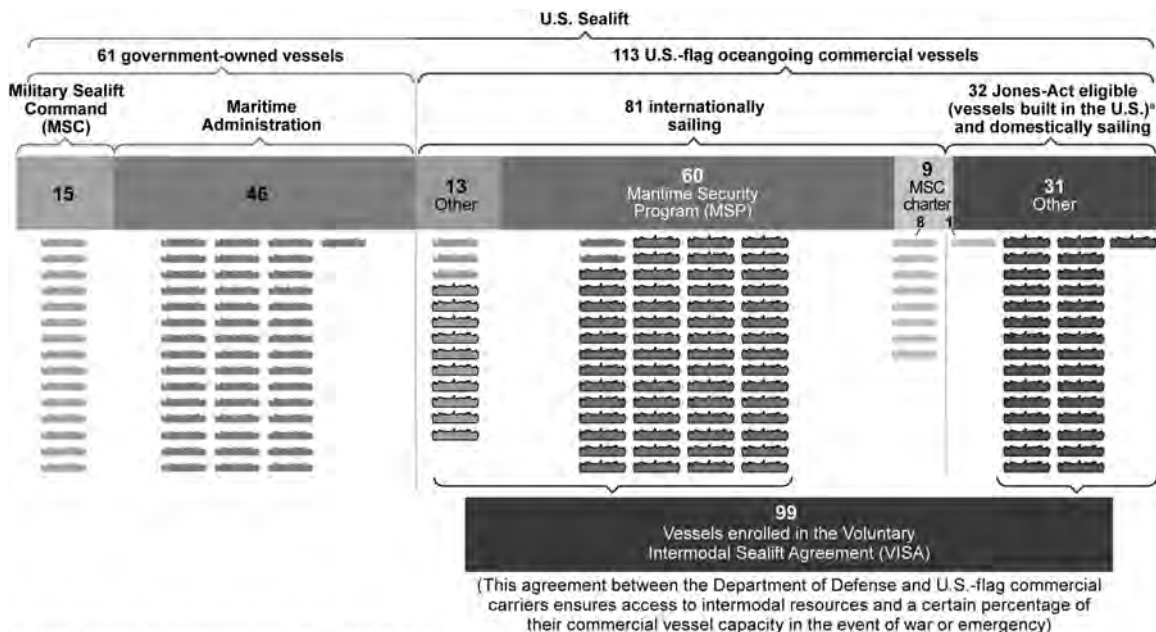 U.S. Sealift
61 government-owned vessels
113 U.S.-flag oceangoing commercial vessels
Military Sealift
Command
(MSC)
Maritime
Administration
81 internationally
sailing
32 Jones-Act eligible
(vessels built in the U.S.)ª
and domestically sailing
15
46
13
Other
60
Maritime Security
Program (MSP)
9
MSC
charter
8 1
31
Other
99
Vessels enrolled in the Voluntary
Intermodal Sealift Agreement (VISA)
(This agreement between the Department of Defense and U.S.-flag commercial
carriers ensures access to intermodal resources and a certain percentage of
their commercial vessel capacity in the event of war or emergency)